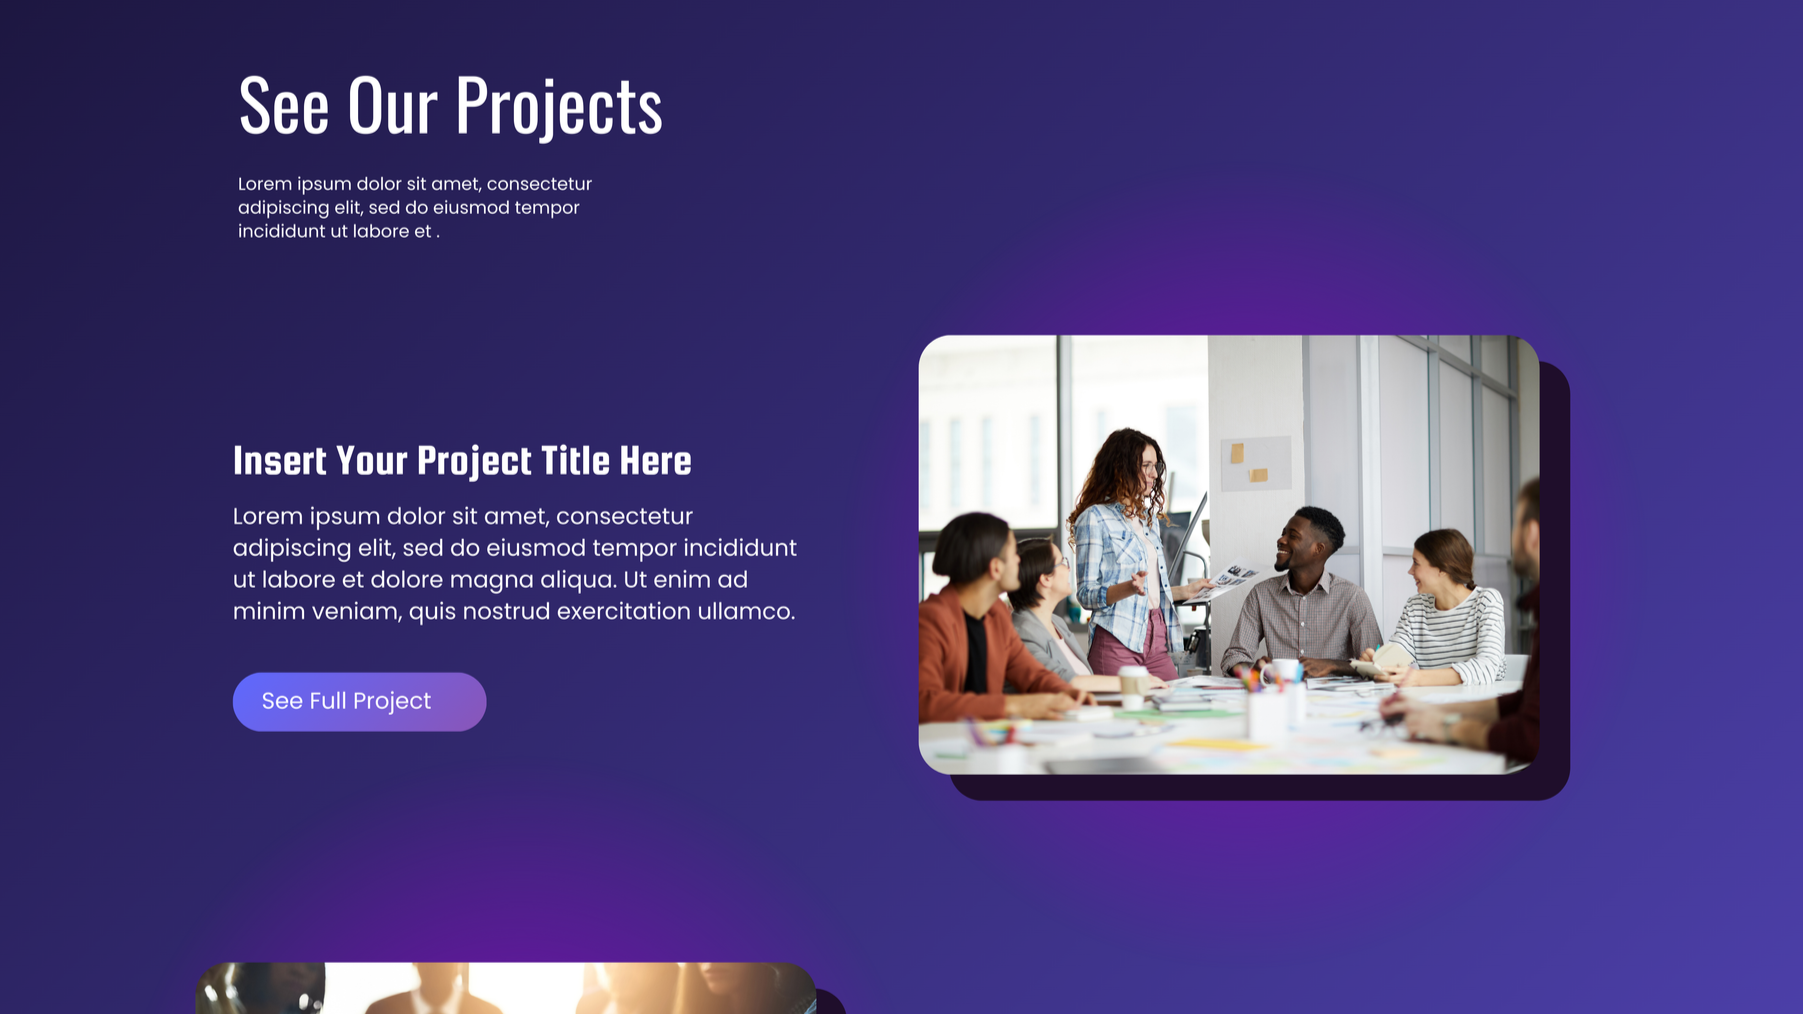 See Our Projects
Lorem ipsum dolor sit amet, consectetur
adipiscing elit, sed do eiusmod tempor
incididunt ut labore et .
Insert Your Project Title Here
Lorem ipsum dolor sit amet, consectetur
adipiscing elit, sed do eiusmod tempor incididunt
ut labore et dolore magna aliqua. Ut enim ad
minim veniam, quis nostrud exercitation ullamco.
See Full Project